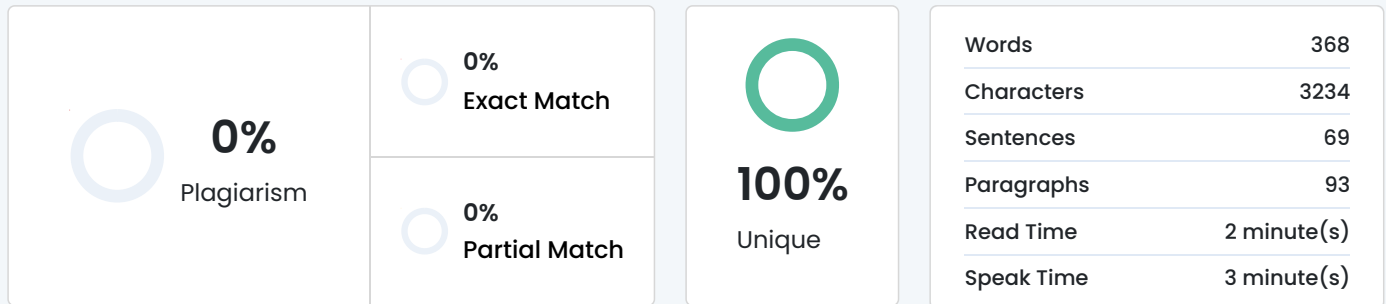 0%
Plagiarism
0%
Exact Match
0%
Partial Match
100%
Unique
Words 368
Characters 3234
Sentences 69
Paragraphs 93
Read Time 2 minute(s)
Speak Time 3 minute(s)